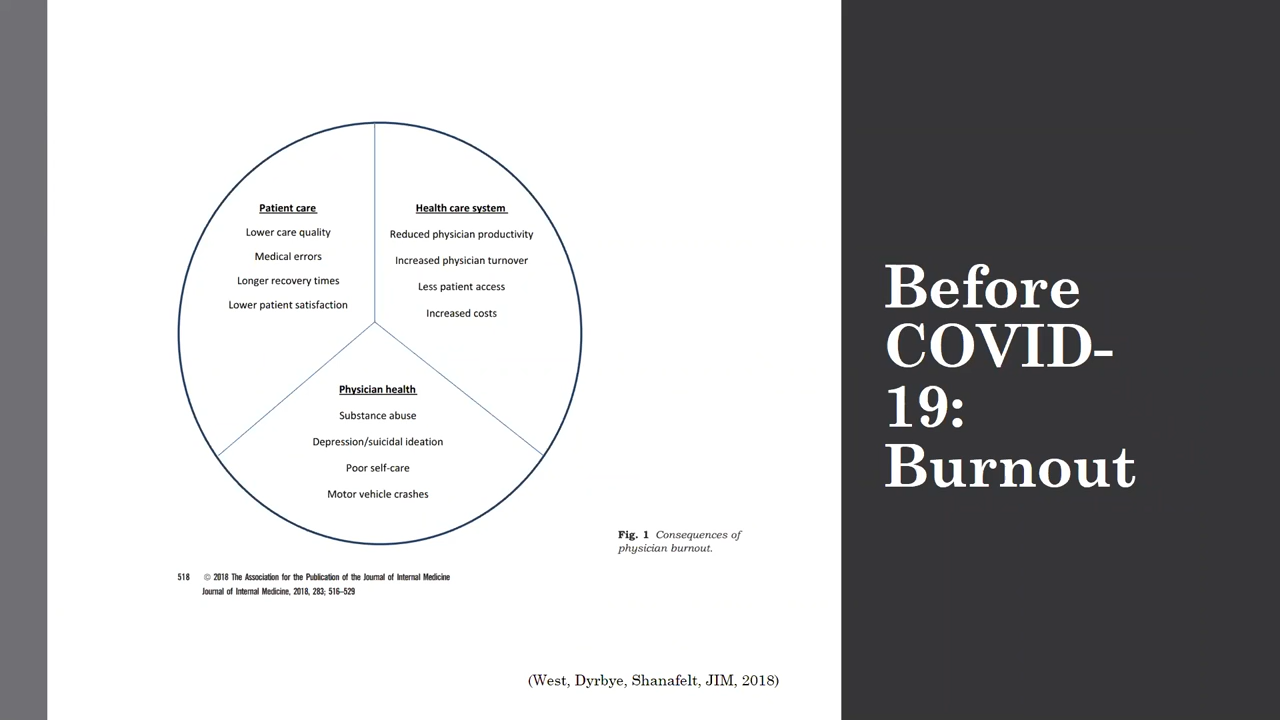 Patient care
Lower care quality
Medical errors
Longer recovery times
Lower patient satisfaction
Health care system
Reduced physician productivity
Increased physician turnover
Less patient access
Increased costs
Physician health
Substance abuse
Depression/suicidal ideation
Poor self-care
Motor vehicle crashes
Fig. 1 Consequences of
physician burnout.
518 © 2018 The Association for the Publication of the Journal of Internal Medicine
Journal of Internal Medicine, 2018, 283; 516–529
(West, Dyrbye, Shanafelt, JIM, 2018)
Before
COVID-
19:
Burnout